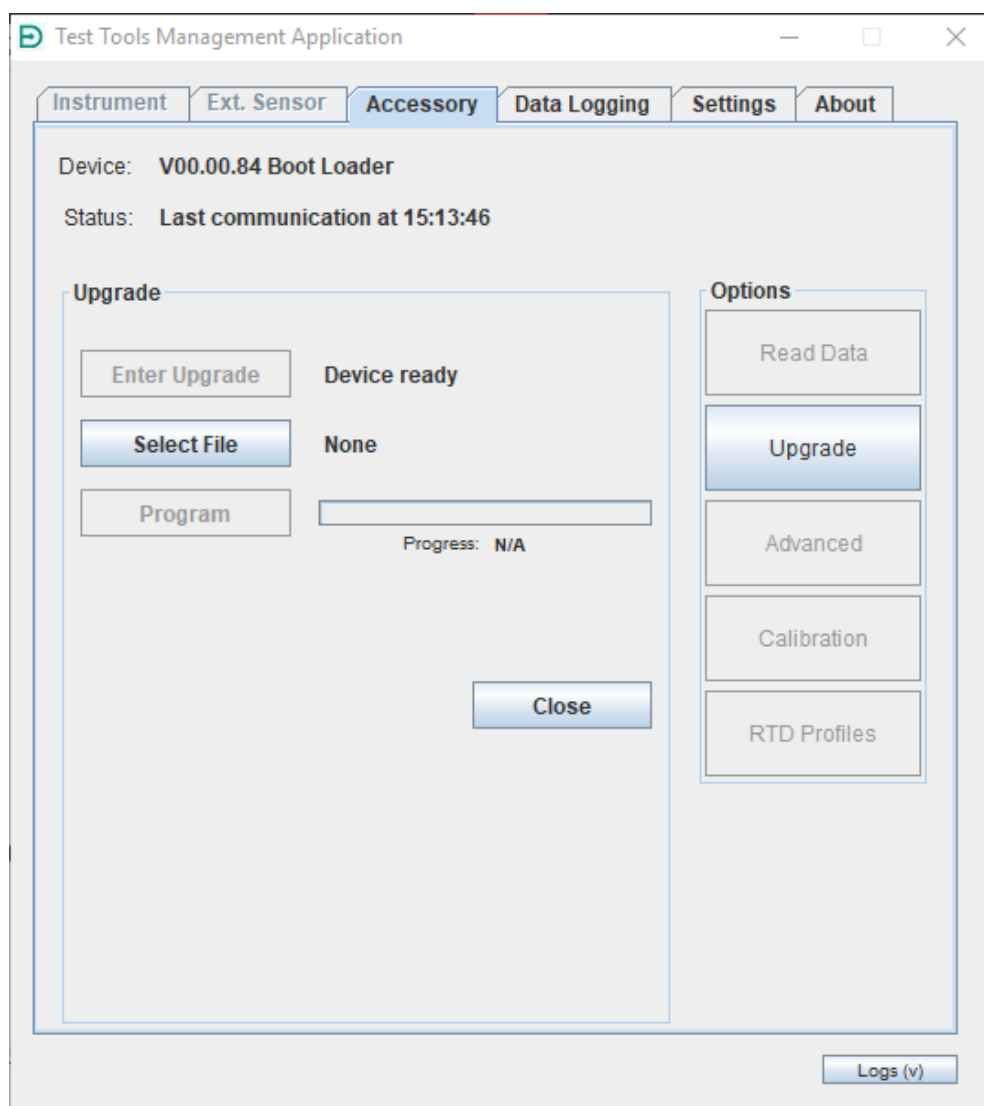 Test Tools Management Application
Instrument Ext. Sensor Accessory Data Logging Settings About
Device: V00.00.84 Boot Loader
Status: Last communication at 15:13:46
Upgrade
Enter Upgrade Device ready
Select File None
Program
Progress: N/A
Close
Options
Read Data
Upgrade
Advanced
Calibration
RTD Profiles
Logs (v)